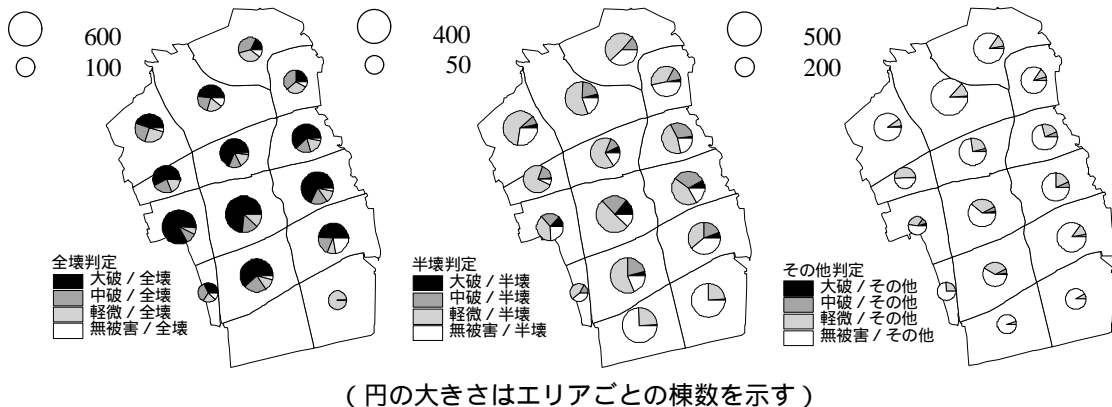 600
100
全壊判定
大破 / 全壊
中破 / 全壊
軽微 / 全壊
無被害 / 全壊
400
50
半壊判定
大破 / 半壊
中破 / 半壊
軽微 / 半壊
無被害 / 半壊
500
200
その他判定
大破 / その他
中破 / その他
軽微 / その他
無被害 / その他
( 円の大きさはエリアごとの棟数を示す )